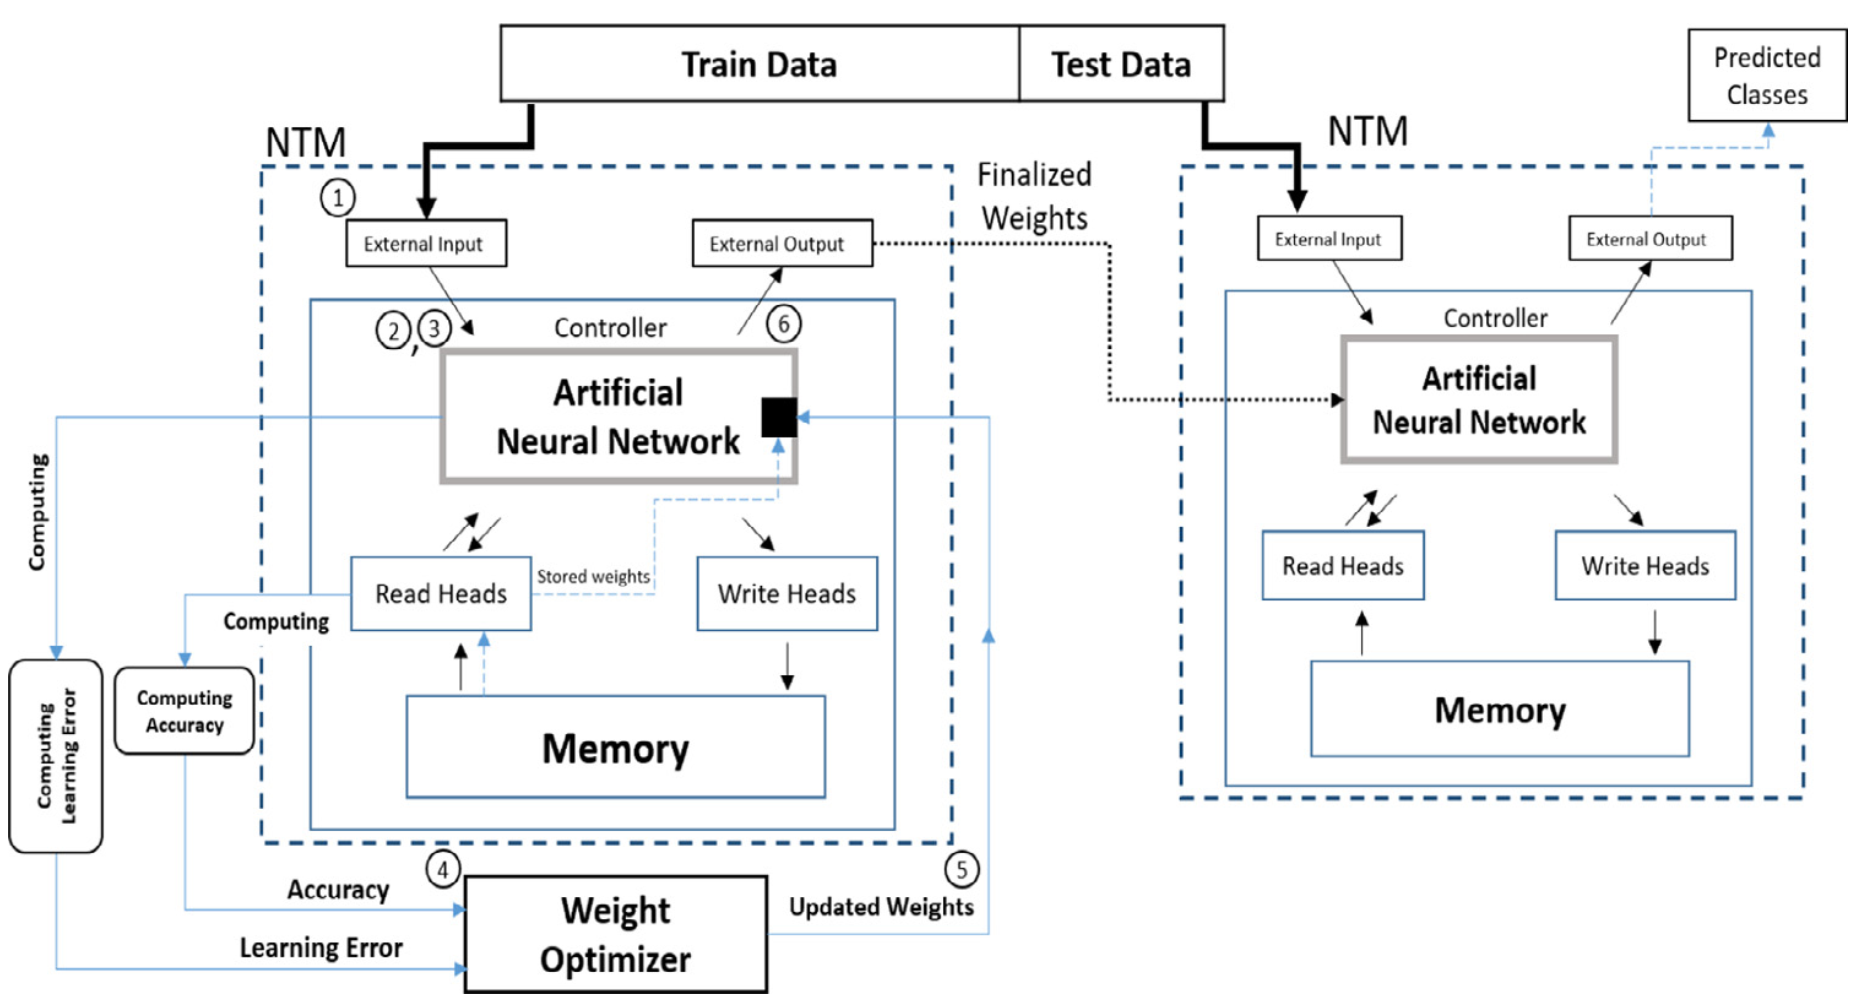 Train Data
Test Data
Predicted
Classes
NTM
NTM
Finalized
Weights
1
External Input
External Output
External Input
External Output
2,3
Controller
6
Controller
Artificial
Neural Network
Artificial
Neural Network
Computing
Read Heads
Stored weights
Write Heads
Read Heads
Write Heads
Computing
Computing
Learning Error
Computing
Accuracy
Memory
Memory
4
5
Accuracy
Weight
Optimizer
Updated Weights
Learning Error